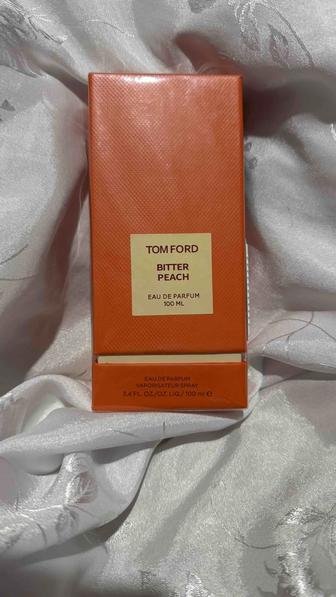 TOM FORD
BITTER
PEACH
EAU DE PARFUM
100 ML
EAU DE PARFUM
VAPORISATEUR SPRAY
3.4 FL. OZ./OZ. LIQ./ 100 ml ℮